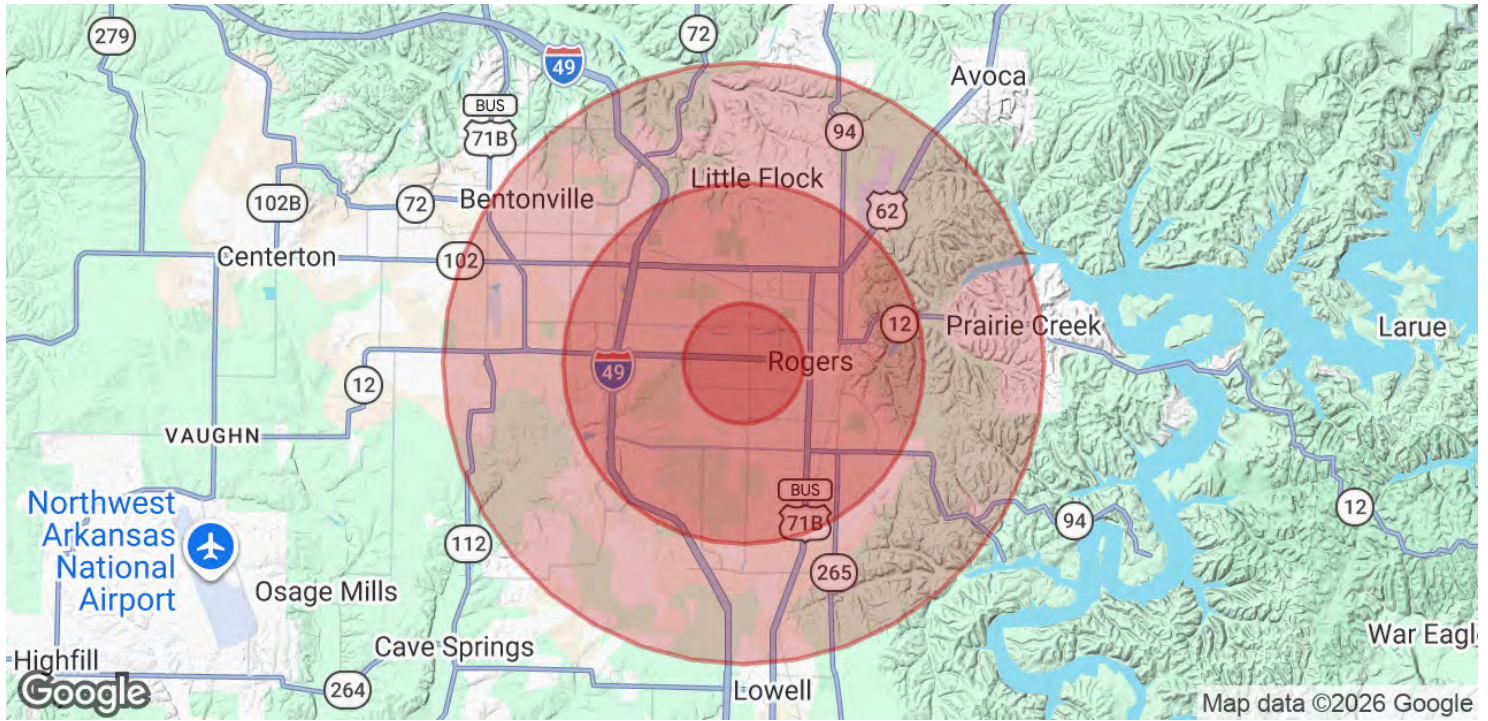 279
72
49
Avoca
BUS
71B
94
Little Flock
62
102B
72
Bentonville
Centerton
102
12
Prairie Creek
Larue
49
Rogers
12
VAUGHN
Northwest
Arkansas
National
Airport
BUS
71B
94
12
112
265
Osage Mills
Cave Springs
War Eagl
Highfill
264
Lowell
Google
Map data ©2026 Google